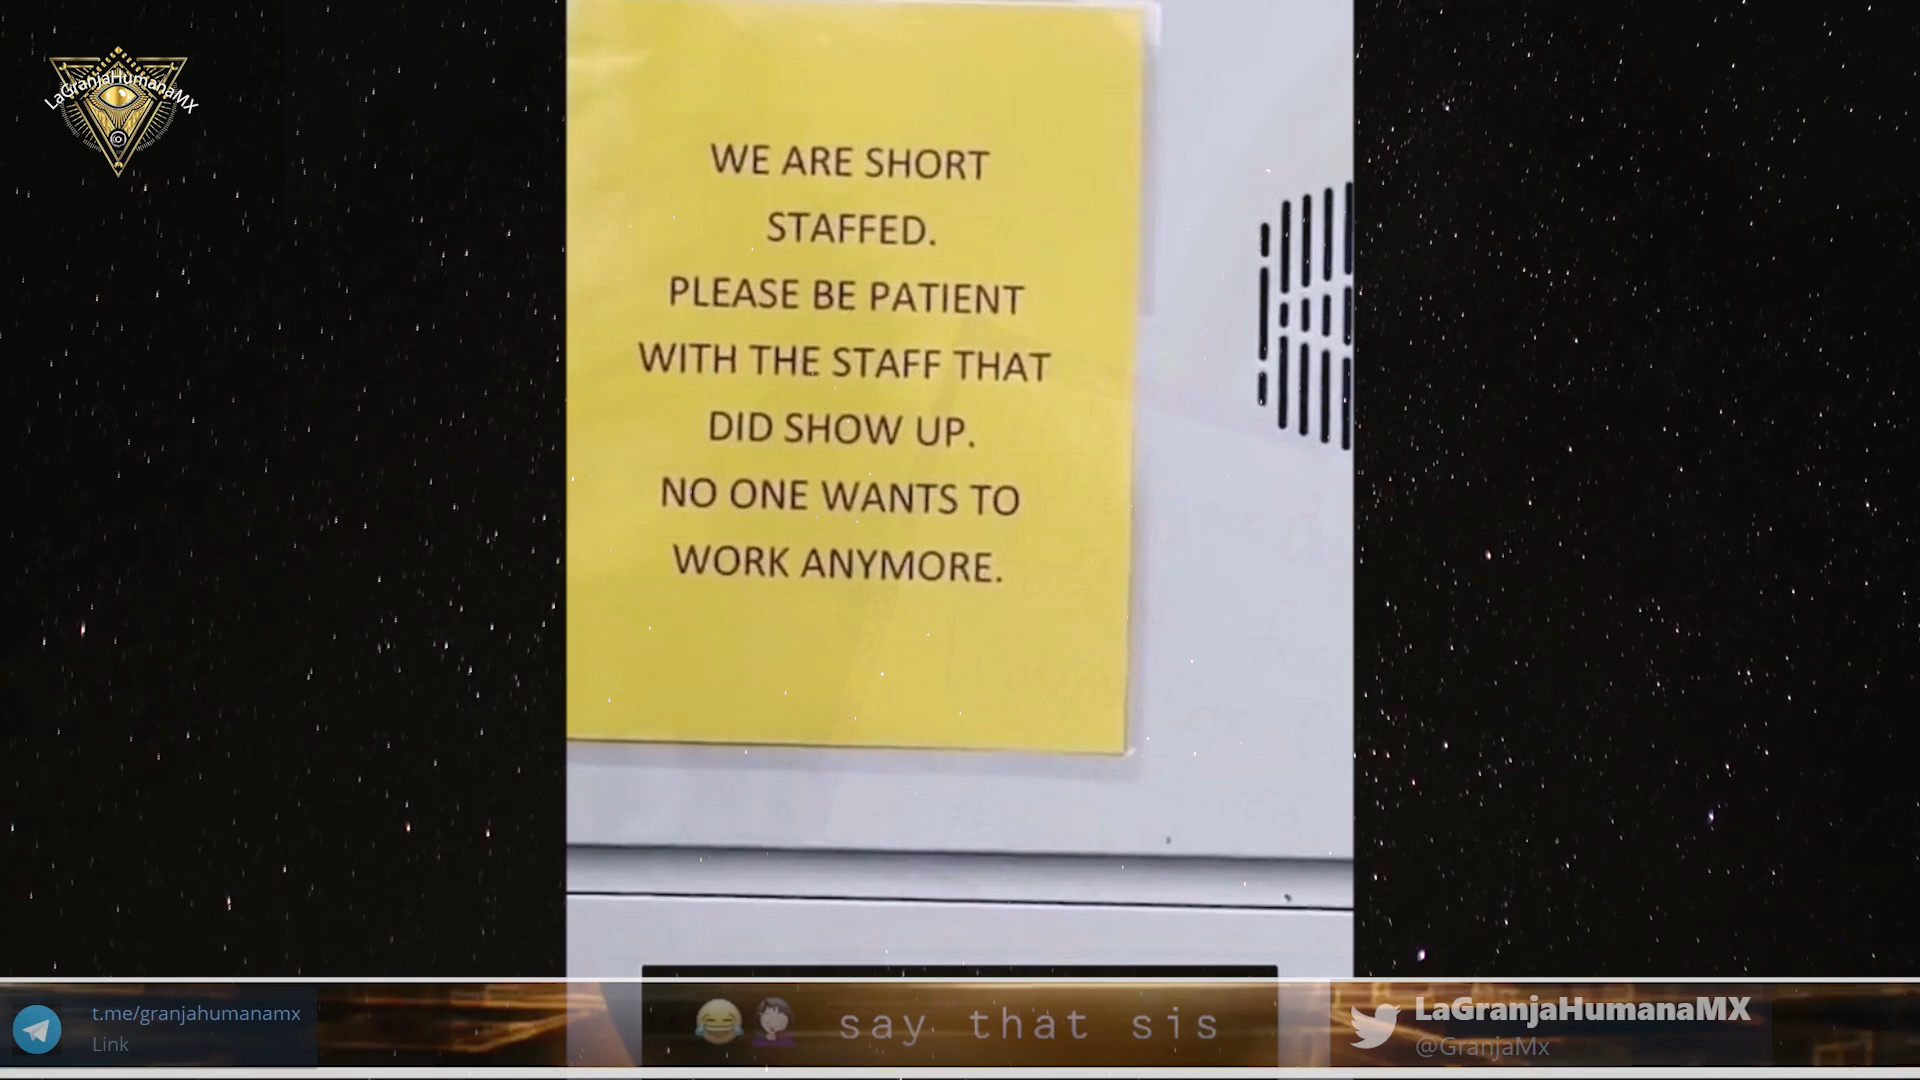 LaGranjaHumanaMX
WE ARE SHORT
STAFFED.
PLEASE BE PATIENT
WITH THE STAFF THAT
DID SHOW UP.
NO ONE WANTS TO
WORK ANYMORE.
😂🤦 say that sis
t.me/granjahumanamx
Link
LaGranjaHumanaMX
@GranjaMx